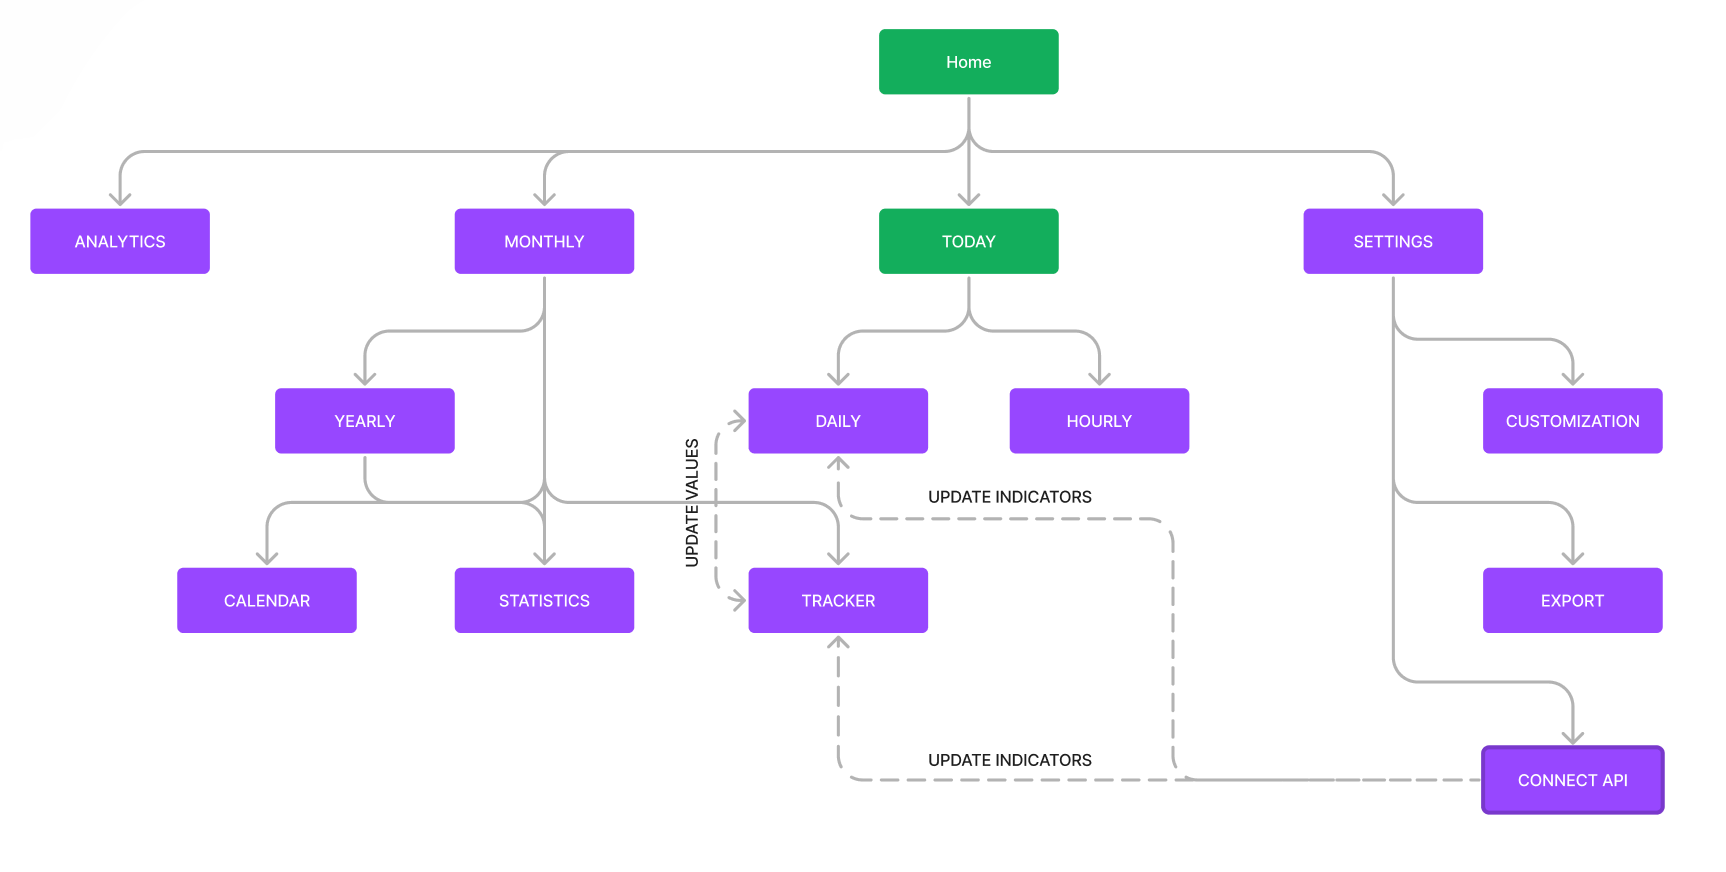 Home
ANALYTICS
MONTHLY
TODAY
SETTINGS
YEARLY
DAILY
HOURLY
CUSTOMIZATION
UPDATE VALUES
UPDATE INDICATORS
CALENDAR
STATISTICS
TRACKER
EXPORT
UPDATE INDICATORS
CONNECT API